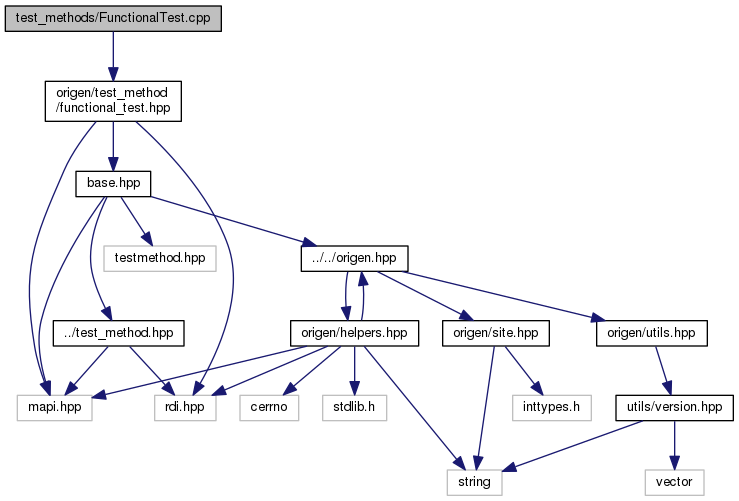 test_methods/FunctionalTest.cpp
origen/test_method
/functional_test.hpp
base.hpp
testmethod.hpp
../../origen.hpp
../test_method.hpp
origen/helpers.hpp
origen/site.hpp
origen/utils.hpp
mapi.hpp
rdi.hpp
cerrno
stdlib.h
inttypes.h
utils/version.hpp
string
vector